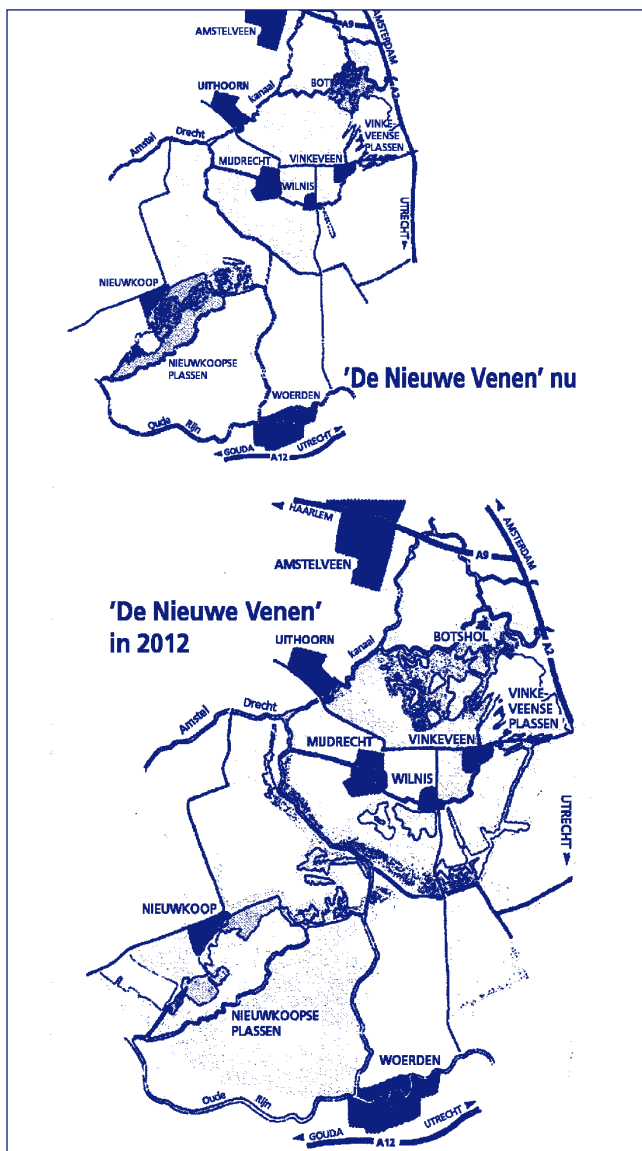 A9
AMSTERDAM
AMSTELVEEN
BOT
A2
UITHOORN
kanaal
VINKE-
VEENSE
PLASSEN
Amstel
Drecht
MIJDRECHT
VINKEVEEN
WILNIS
UTRECHT
NIEUWKOOP
NIEUWKOOPSE
PLASSEN
'De Nieuwe Venen' nu
WOERDEN
Oude Rijn
GOUDA
A12
UTRECHT
HAARLEM
AMSTERDAM
A9
AMSTELVEEN
'De Nieuwe Venen'
in 2012
BOTSHOL
A2
UITHOORN
kanaal
VINKE-
VEENSE
PLASSEN
Amstel
Drecht
MIJDRECHT
VINKEVEEN
WILNIS
UTRECHT
NIEUWKOOP
NIEUWKOOPSE
PLASSEN
WOERDEN
Oude Rijn
GOUDA
A12
UTRECHT